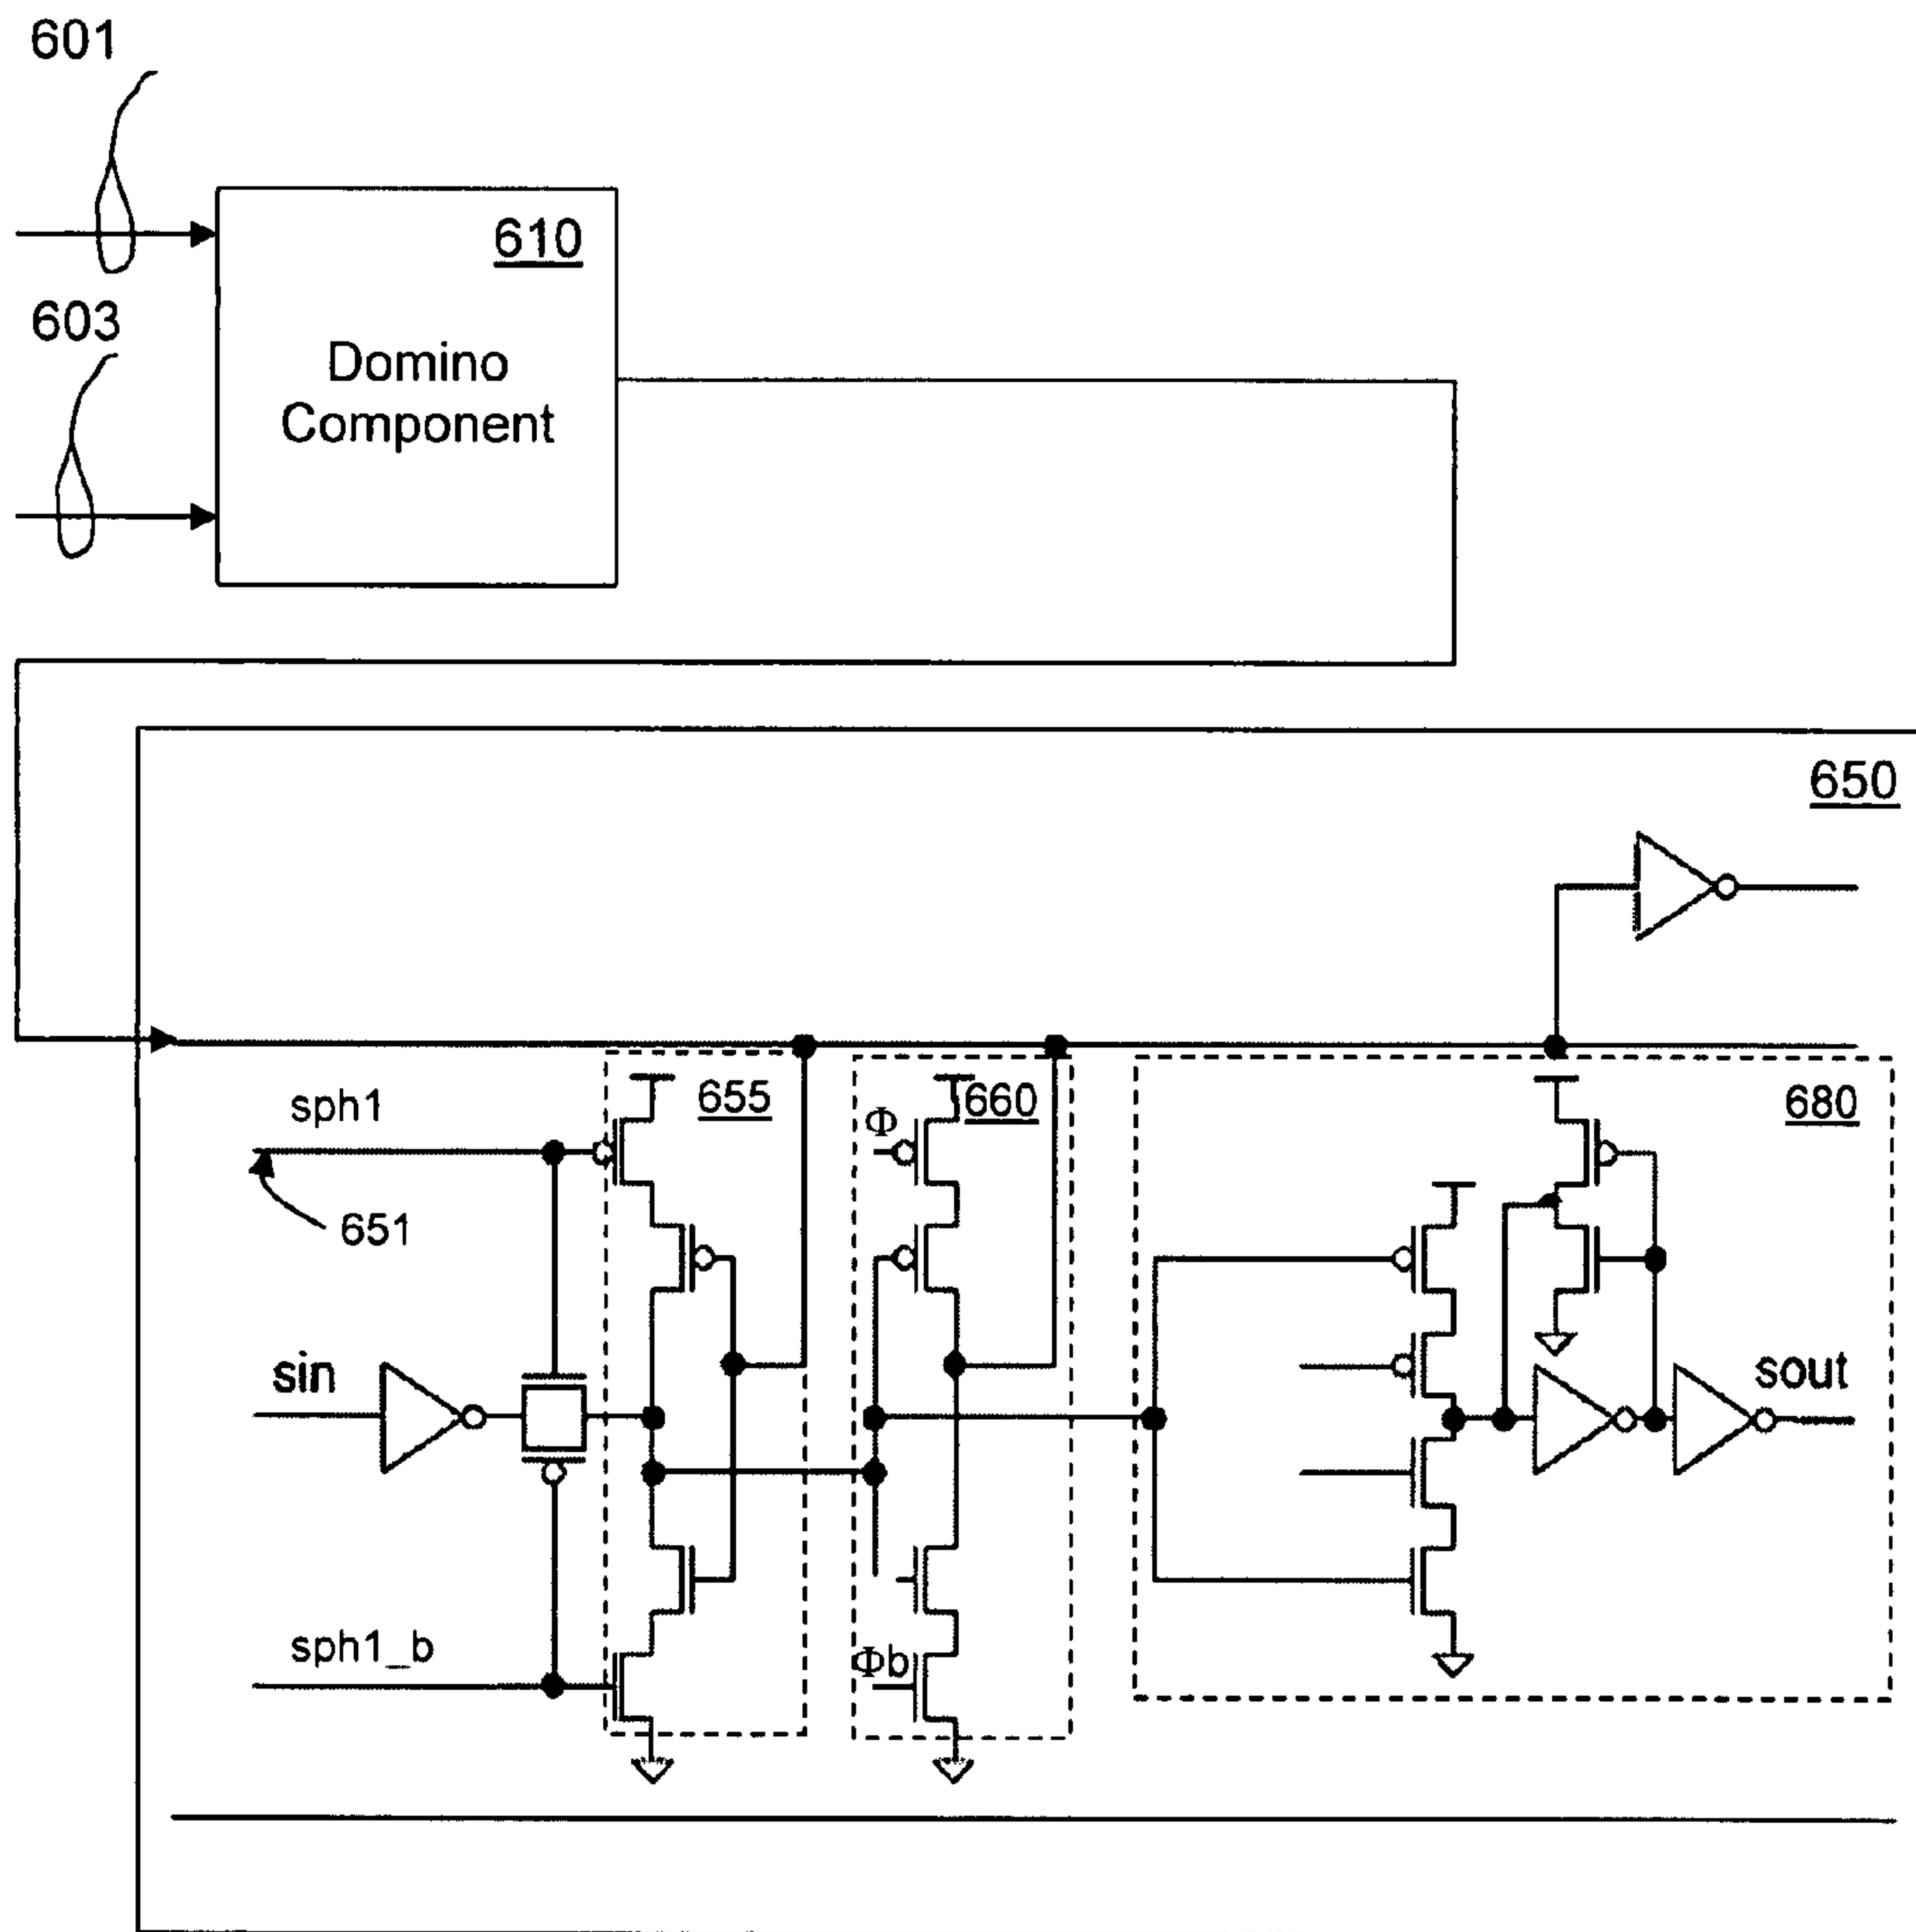 601
610
603
Domino
Component
650
sph1
655
Φ
660
680
651
sin
sout
sph1_b
Φb